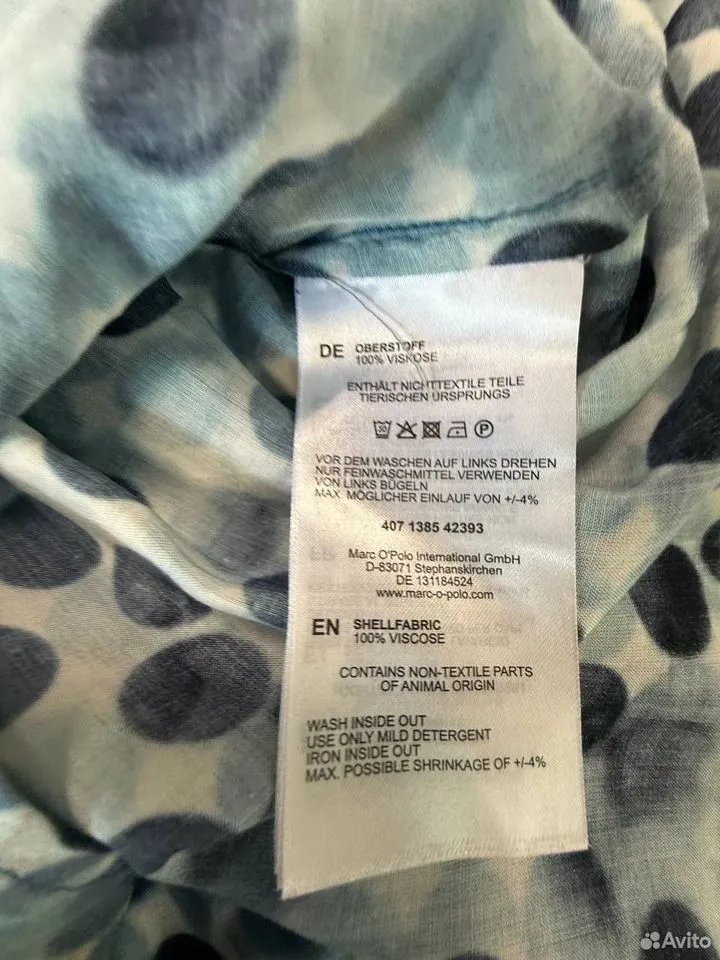 DE OBERSTOFF
100% VISKOSE
ENTHÄLT NICHTTEXTILE TEILE
TIERISCHEN URSPRUNGS
30 P
VOR DEM WASCHEN AUF LINKS DREHEN
NUR FEINWASCHMITTEL VERWENDEN
VON LINKS BÜGELN
MAX. MÖGLICHER EINLAUF VON +/-4%
407 1385 42393
Marc O'Polo International GmbH
D-83071 Stephanskirchen
DE 131184524
www.marc-o-polo.com
EN SHELLFABRIC
100% VISCOSE
CONTAINS NON-TEXTILE PARTS
OF ANIMAL ORIGIN
WASH INSIDE OUT
USE ONLY MILD DETERGENT
IRON INSIDE OUT
MAX. POSSIBLE SHRINKAGE OF +/-4%
Avito